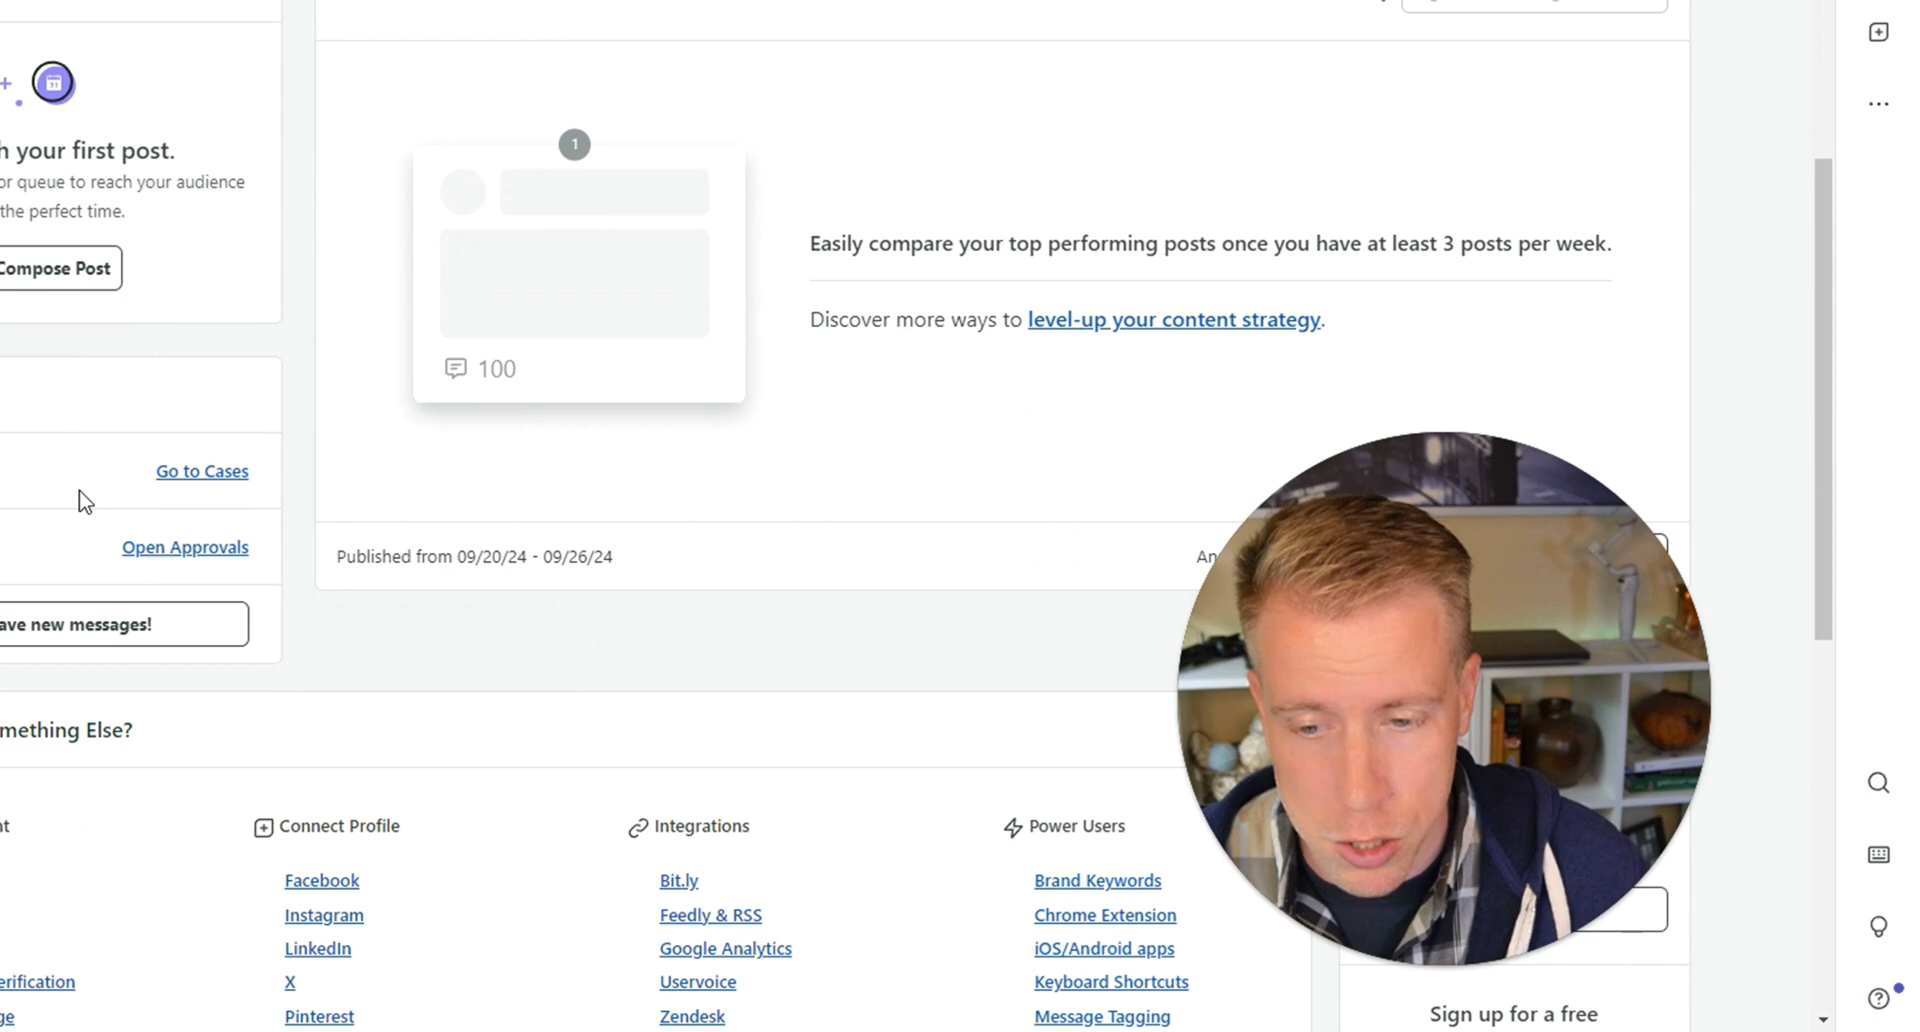 h your first post.
or queue to reach your audience
the perfect time.
Compose Post
Go to Cases
Open Approvals
ave new messages!
1
100
Easily compare your top performing posts once you have at least 3 posts per week.
Discover more ways to level-up your content strategy.
Published from 09/20/24 - 09/26/24
An
mething Else?
nt
erification
ge
Connect Profile
Facebook
Instagram
LinkedIn
X
Pinterest
Integrations
Bit.ly
Feedly & RSS
Google Analytics
Uservoice
Zendesk
Power Users
Brand Keywords
Chrome Extension
iOS/Android apps
Keyboard Shortcuts
Message Tagging
Sign up for a free